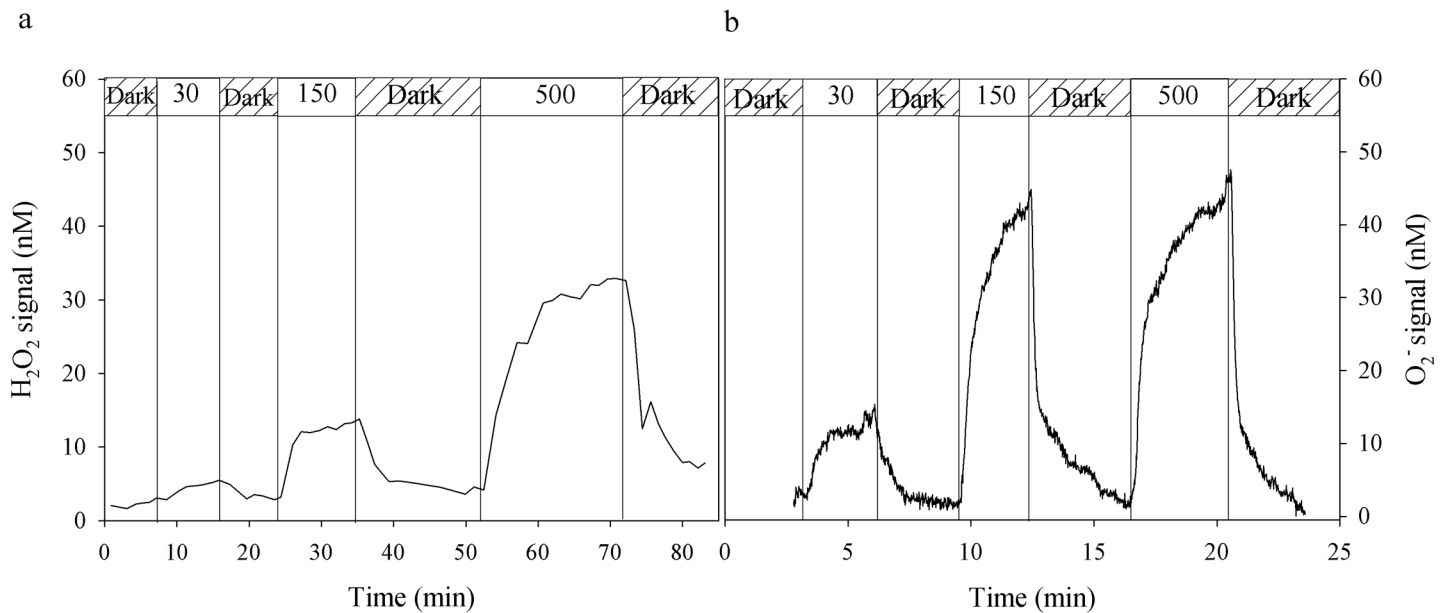 a
Dark 30 Dark 150 Dark 500 Dark
60
50
40
30
20
10
0
H₂O₂ signal (nM)
0 10 20 30 40 50 60 70 80
Time (min)
b
Dark 30 Dark 150 Dark 500 Dark
60
50
40
30
20
10
0
O₂⁻ signal (nM)
0 5 10 15 20 25
Time (min)